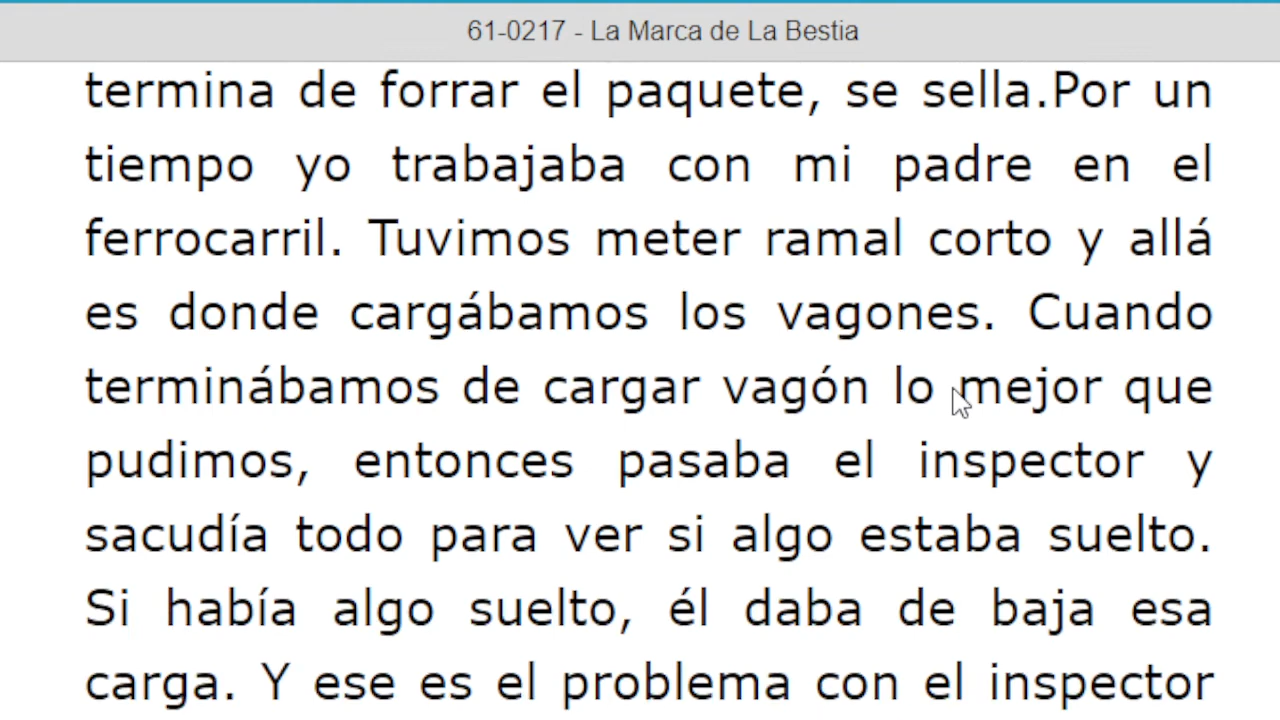 61-0217 - La Marca de La Bestia
termina de forrar el paquete, se sella.Por un
tiempo yo trabajaba con mi padre en el
ferrocarril. Tuvimos meter ramal corto y allá
es donde cargábamos los vagones. Cuando
terminábamos de cargar vagón lo mejor que
pudimos, entonces pasaba el inspector y
sacudía todo para ver si algo estaba suelto.
Si había algo suelto, él daba de baja esa
carga. Y ese es el problema con el inspector